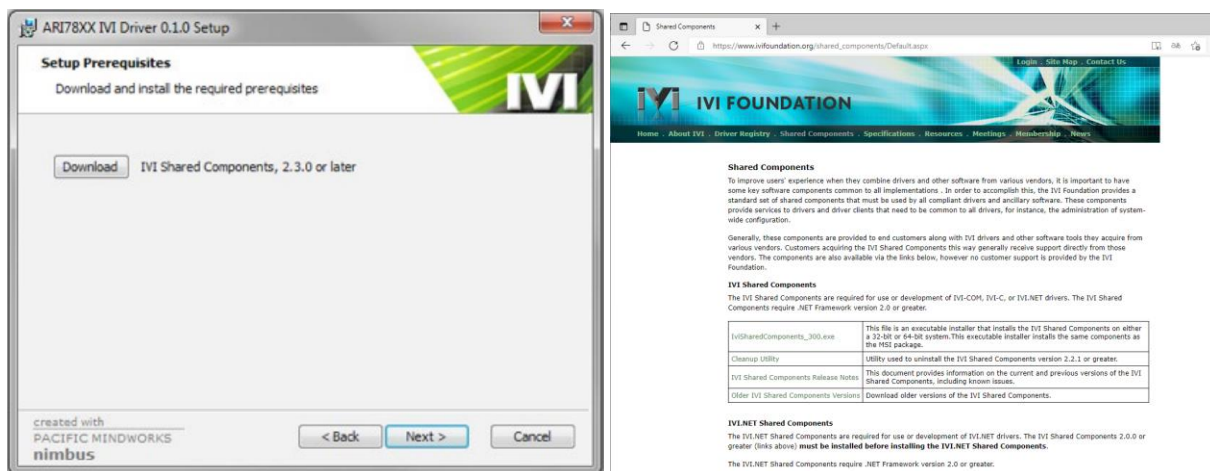 ARI78XX IVI Driver 0.1.0 Setup
Setup Prerequisites
Download and install the required prerequisites
IVI
Download IVI Shared Components, 2.3.0 or later
created with
PACIFIC MINDWORKS
nimbus
< Back Next > Cancel
Shared Components
https://www.ivifoundation.org/shared_components/Default.aspx
Login . Site Map . Contact Us
IVI IVI FOUNDATION
Home . About IVI . Driver Registry . Shared Components . Specifications . Resources . Meetings . Membership . News
Shared Components
To improve users' experience when they combine drivers and other software from various vendors, it is important to have
some key software components common to all implementations . In order to accomplish this, the IVI Foundation provides a
standard set of shared components that must be used by all compliant drivers and ancillary software. These components
provide services to drivers and driver clients that need to be common to all drivers, for instance, the administration of system-
wide configuration.
Generally, these components are provided to end customers along with IVI drivers and other software tools they acquire from
various vendors. Customers acquiring the IVI Shared Components this way generally receive support directly from those
vendors. The components are also available via the links below, however no customer support is provided by the IVI
Foundation.
IVI Shared Components
The IVI Shared Components are required for use or development of IVI-COM, IVI-C, or IVI.NET drivers. The IVI Shared
Components require .NET Framework version 2.0 or greater.
IviSharedComponents_300.exe
This file is an executable installer that installs the IVI Shared Components on either
a 32-bit or 64-bit system.This executable installer installs the same components as
the MSI package.
Cleanup Utility
Utility used to uninstall the IVI Shared Components version 2.2.1 or greater.
IVI Shared Components Release Notes
This document provides information on the current and previous versions of the IVI
Shared Components, including known issues.
Older IVI Shared Components Versions
Download older versions of the IVI Shared Components.
IVI.NET Shared Components
The IVI.NET Shared Components are required for use or development of IVI.NET drivers. The IVI Shared Components 2.0.0 or
greater (links above) must be installed before installing the IVI.NET Shared Components.
The IVI.NET Shared Components require .NET Framework version 2.0 or greater.